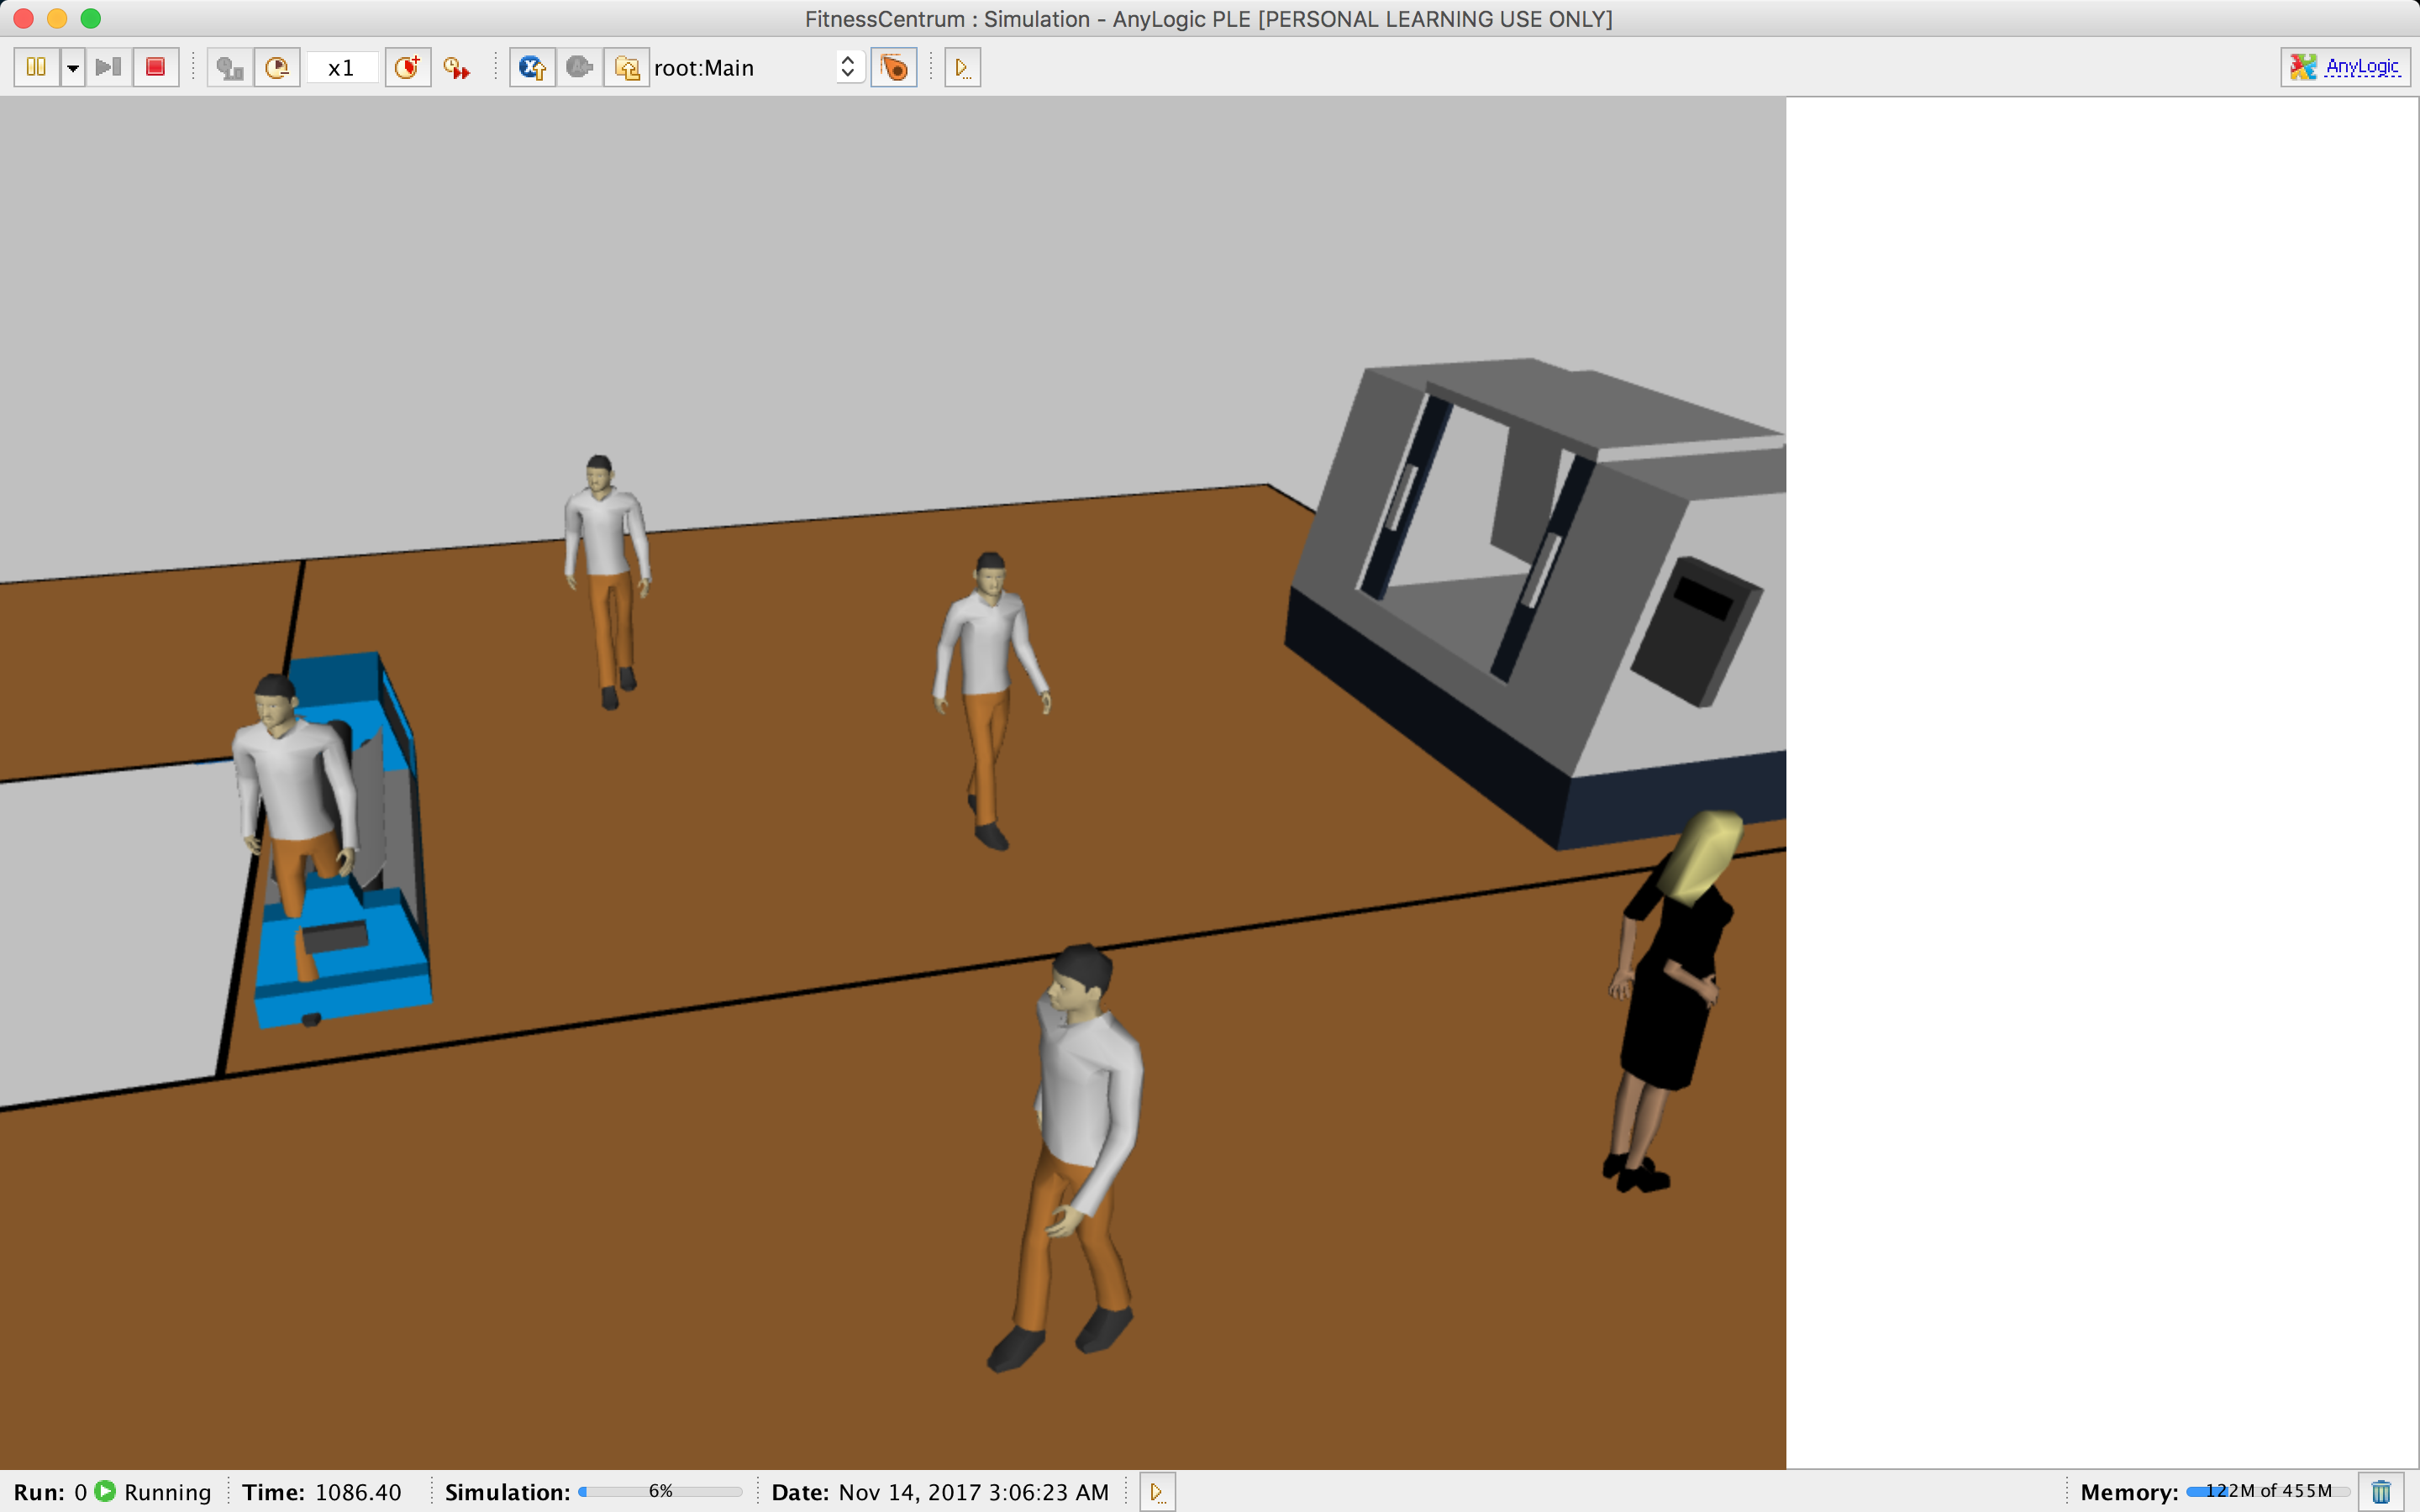 FitnessCentrum : Simulation - AnyLogic PLE [PERSONAL LEARNING USE ONLY]
x1 root:Main AnyLogic
Run: 0 Running Time: 1086.40 Simulation: 6% Date: Nov 14, 2017 3:06:23 AM Memory: 122M of 455M